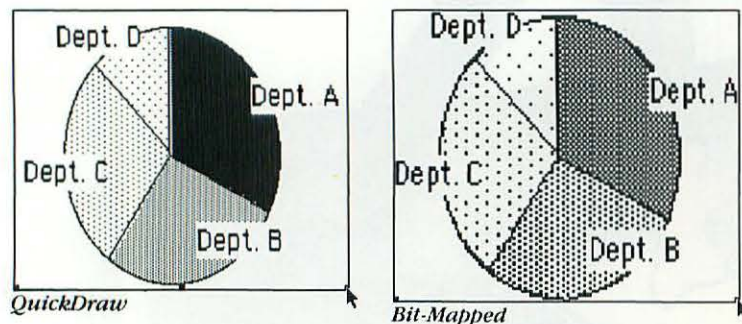 Dept. D
Dept. A
Dept. C
Dept. B
QuickDraw
Dept. D
Dept. A
Dept. C
Dept. B
Bit-Mapped